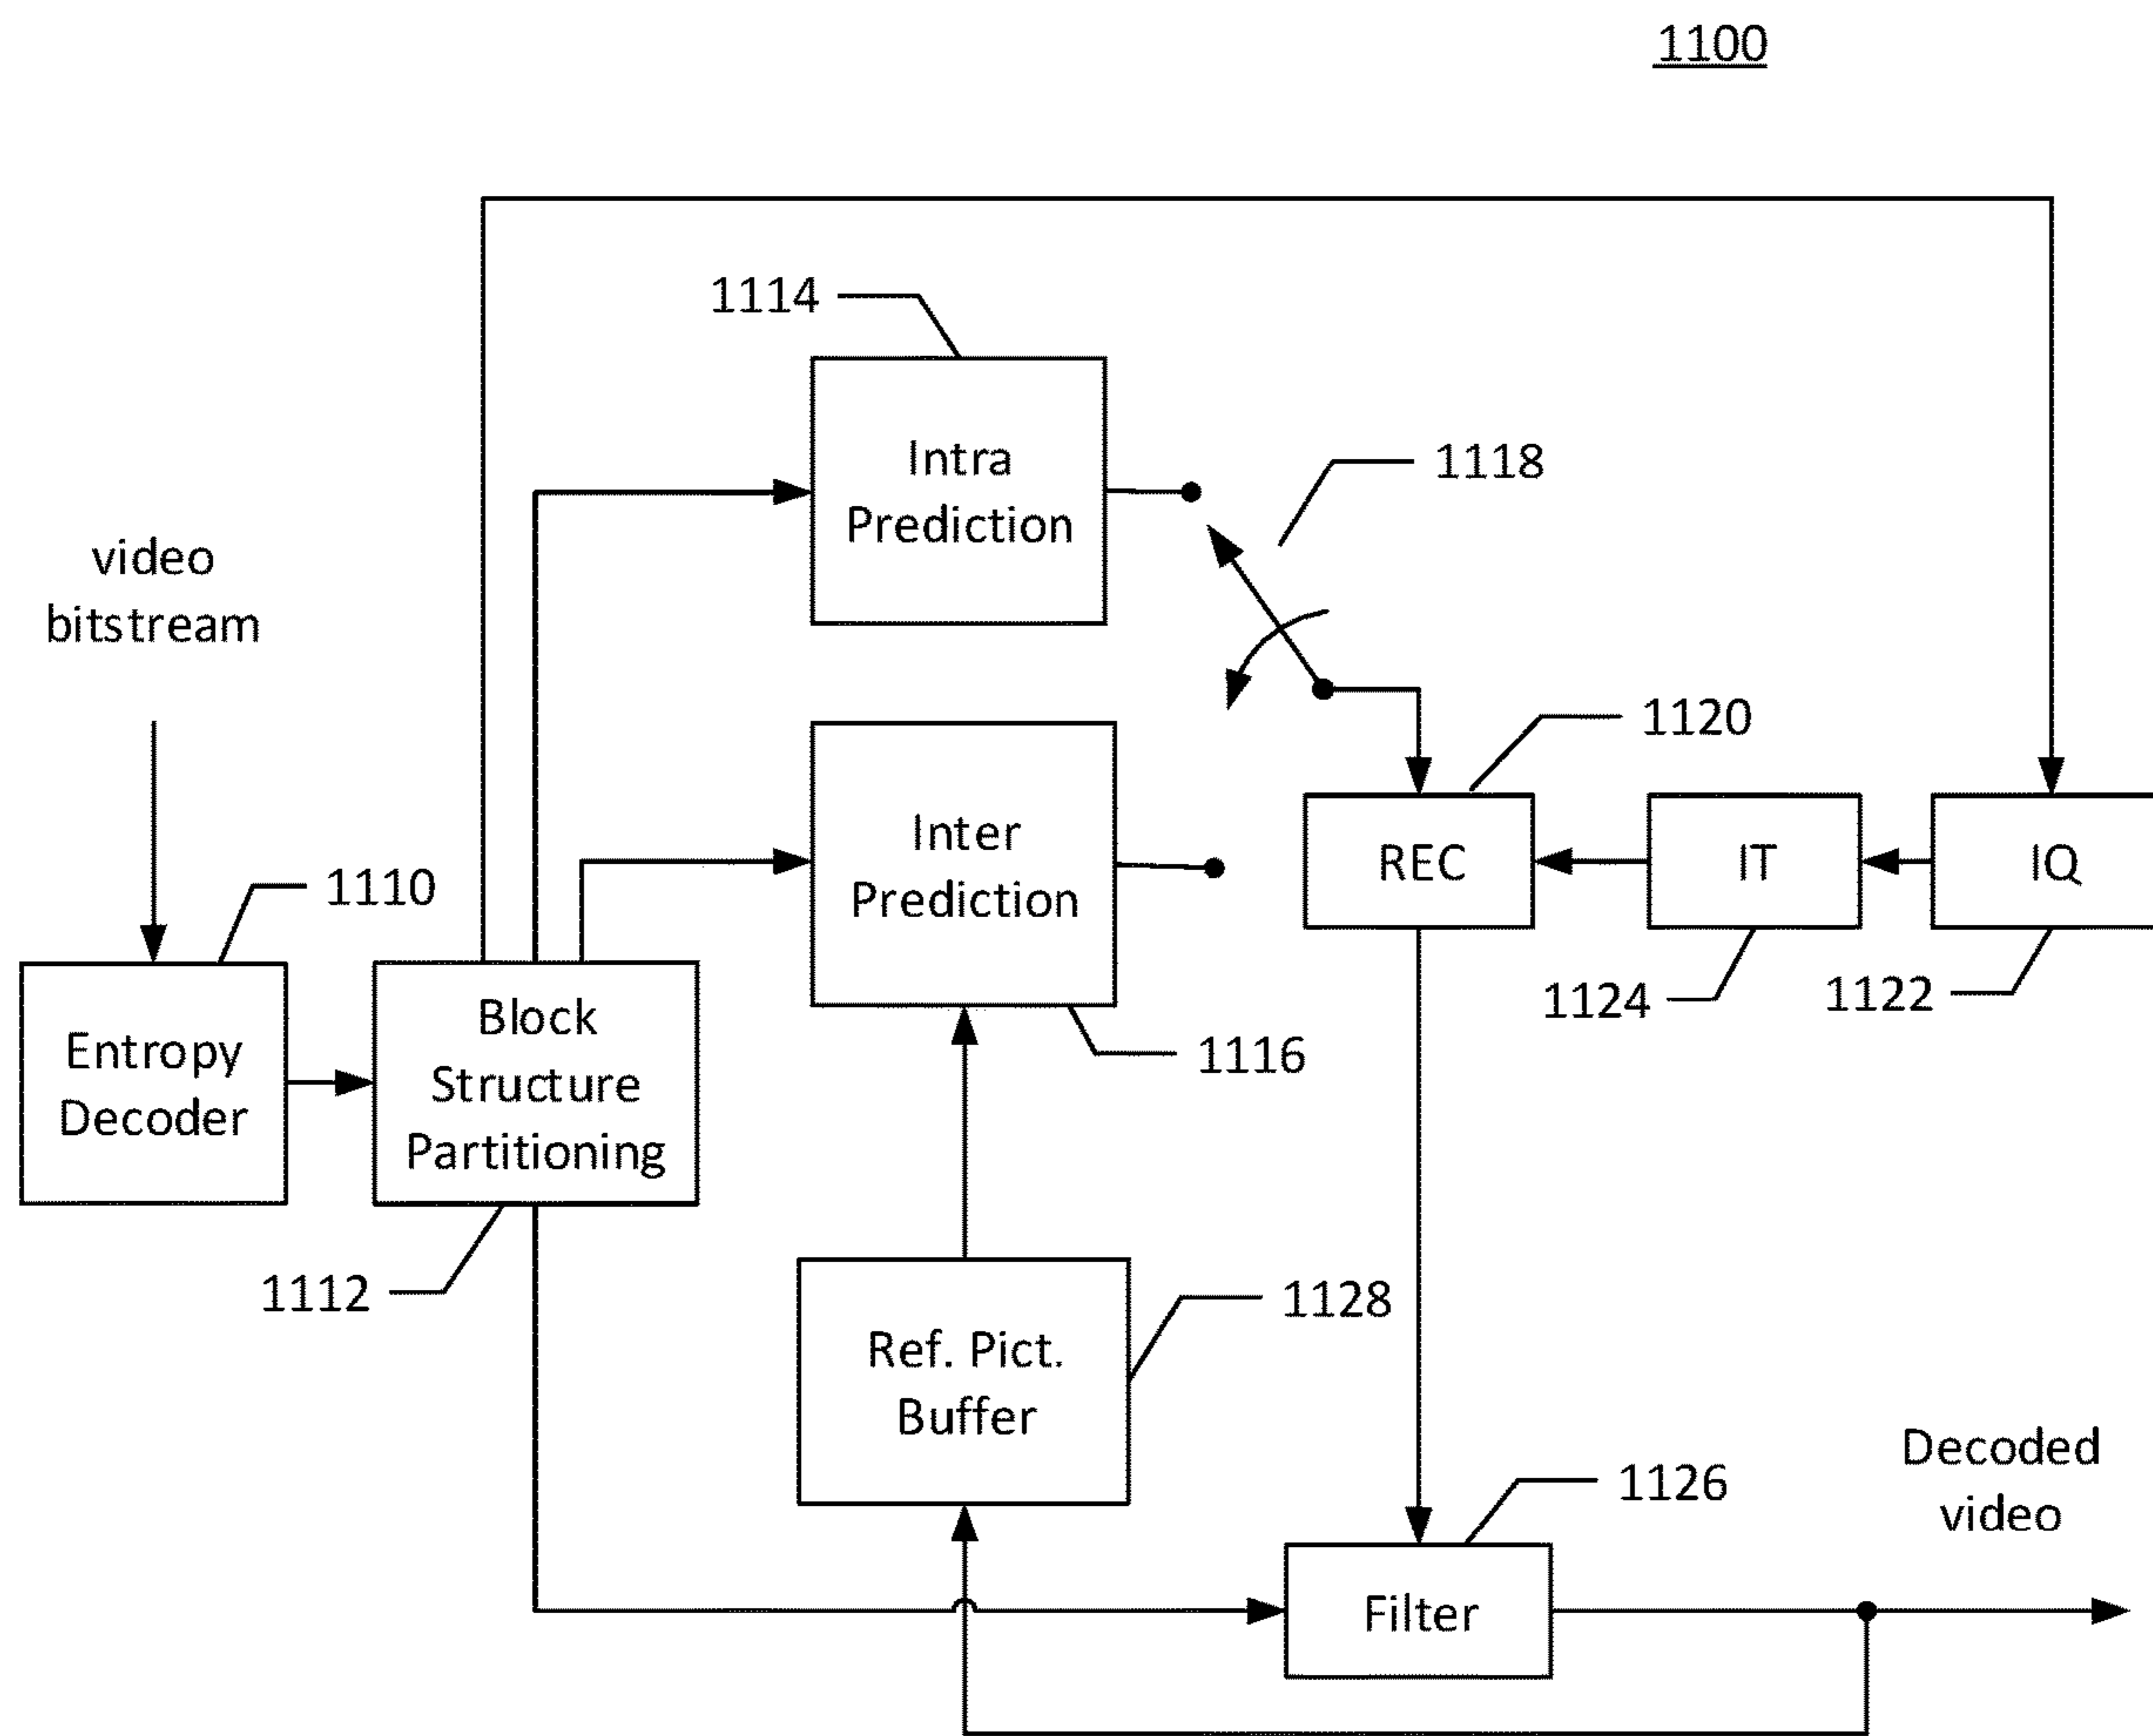 1100
1114
Intra
Prediction
1118
video
bitstream
1120
Inter
Prediction
REC
IT
IQ
1110
1124
1122
Entropy
Decoder
Block
Structure
Partitioning
1116
1112
1128
Ref. Pict.
Buffer
1126
Decoded
video
Filter